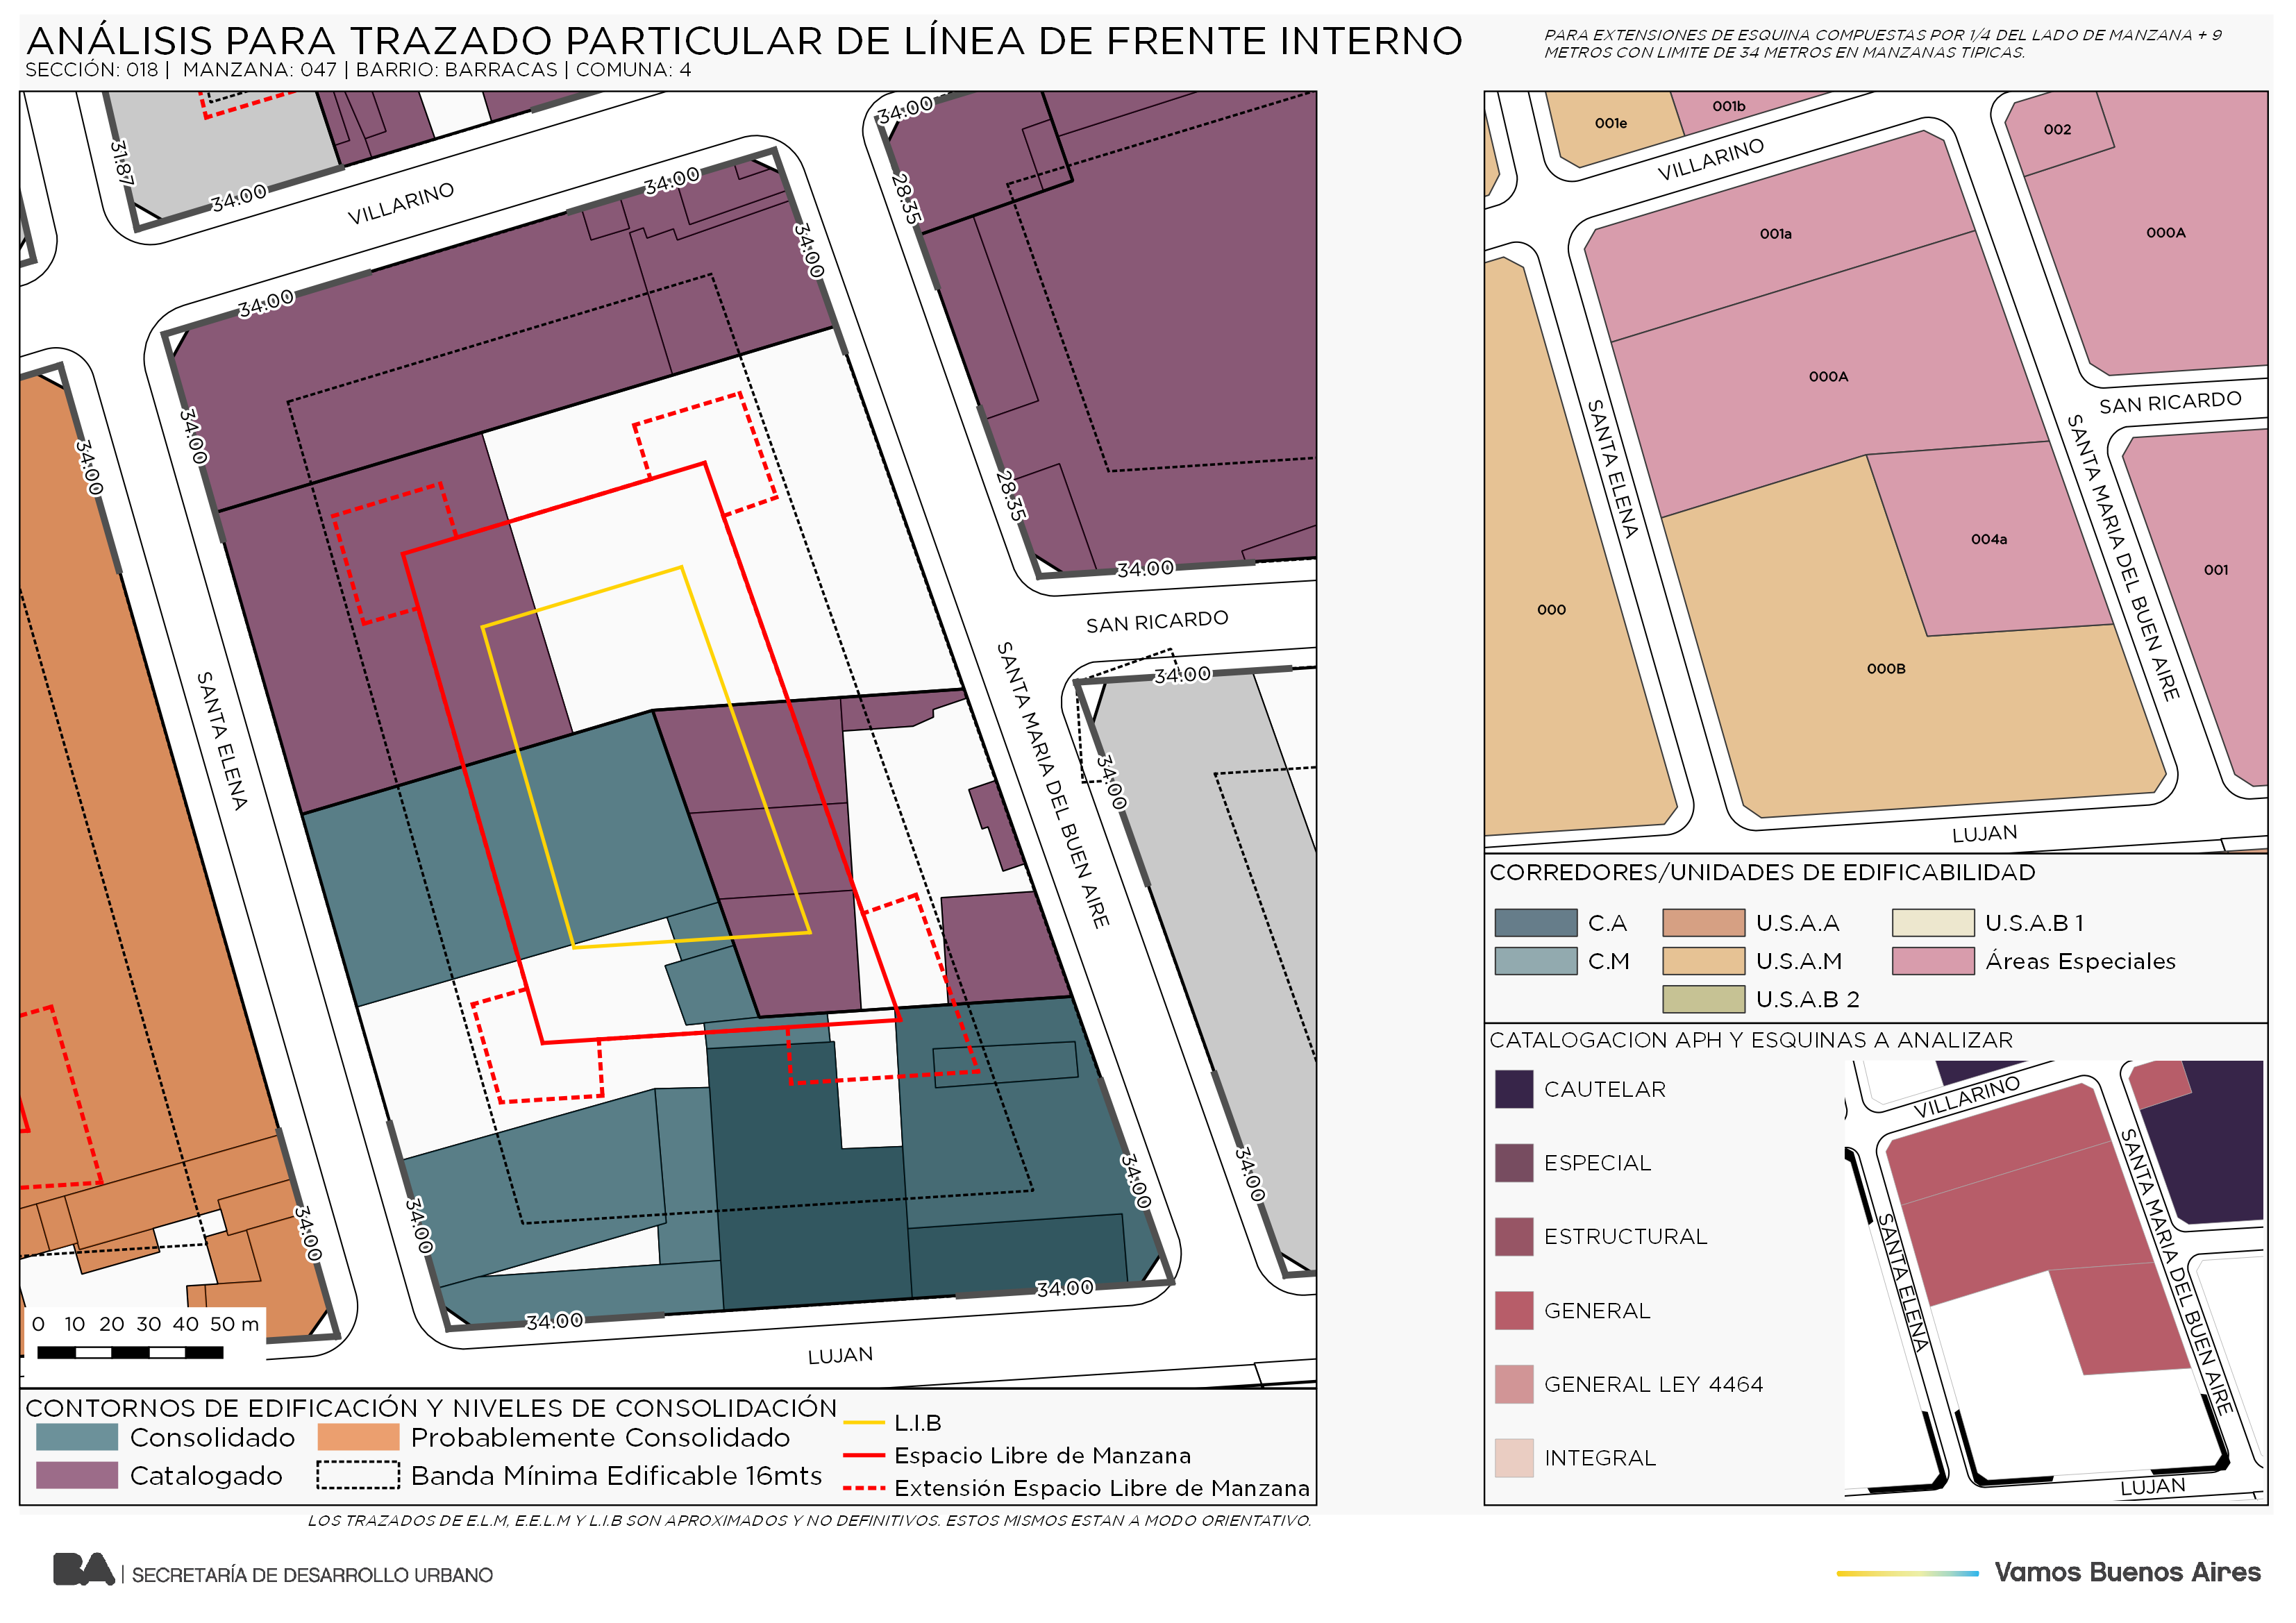 ANÁLISIS PARA TRAZADO PARTICULAR DE LÍNEA DE FRENTE INTERNO
SECCIÓN: 018 | MANZANA: 047 | BARRIO: BARRACAS | COMUNA: 4
PARA EXTENSIONES DE ESQUINA COMPUESTAS POR 1/4 DEL LADO DE MANZANA + 9
METROS CON LIMITE DE 34 METROS EN MANZANAS TIPICAS.
31.87
34.00
VILLARINO
34.00
34.00
34.00
28.35
34.00
34.00
34.00
34.00
28.35
34.00
SAN RICARDO
34.00
SANTA ELENA
SANTA MARIA DEL BUEN AIRE
34.00
34.00
34.00
34.00
34.00
34.00
34.00
LUJAN
0 10 20 30 40 50 m
CONTORNOS DE EDIFICACIÓN Y NIVELES DE CONSOLIDACIÓN
Consolidado
Probablemente Consolidado
Catalogado
Banda Mínima Edificable 16mts
L.I.B
Espacio Libre de Manzana
Extensión Espacio Libre de Manzana
LOS TRAZADOS DE E.L.M, E.E.L.M Y L.I.B SON APROXIMADOS Y NO DEFINITIVOS. ESTOS MISMOS ESTAN A MODO ORIENTATIVO.
001e
001b
002
VILLARINO
001a
000A
000A
SAN RICARDO
SANTA ELENA
SANTA MARIA DEL BUEN AIRE
004a
001
000
000B
LUJAN
CORREDORES/UNIDADES DE EDIFICABILIDAD
C.A
U.S.A.A
U.S.A.B 1
C.M
U.S.A.M
Áreas Especiales
U.S.A.B 2
CATALOGACION APH Y ESQUINAS A ANALIZAR
CAUTELAR
ESPECIAL
ESTRUCTURAL
GENERAL
GENERAL LEY 4464
INTEGRAL
VILLARINO
SANTA ELENA
SANTA MARIA DEL BUEN AIRE
LUJAN
BA | SECRETARÍA DE DESARROLLO URBANO
Vamos Buenos Aires